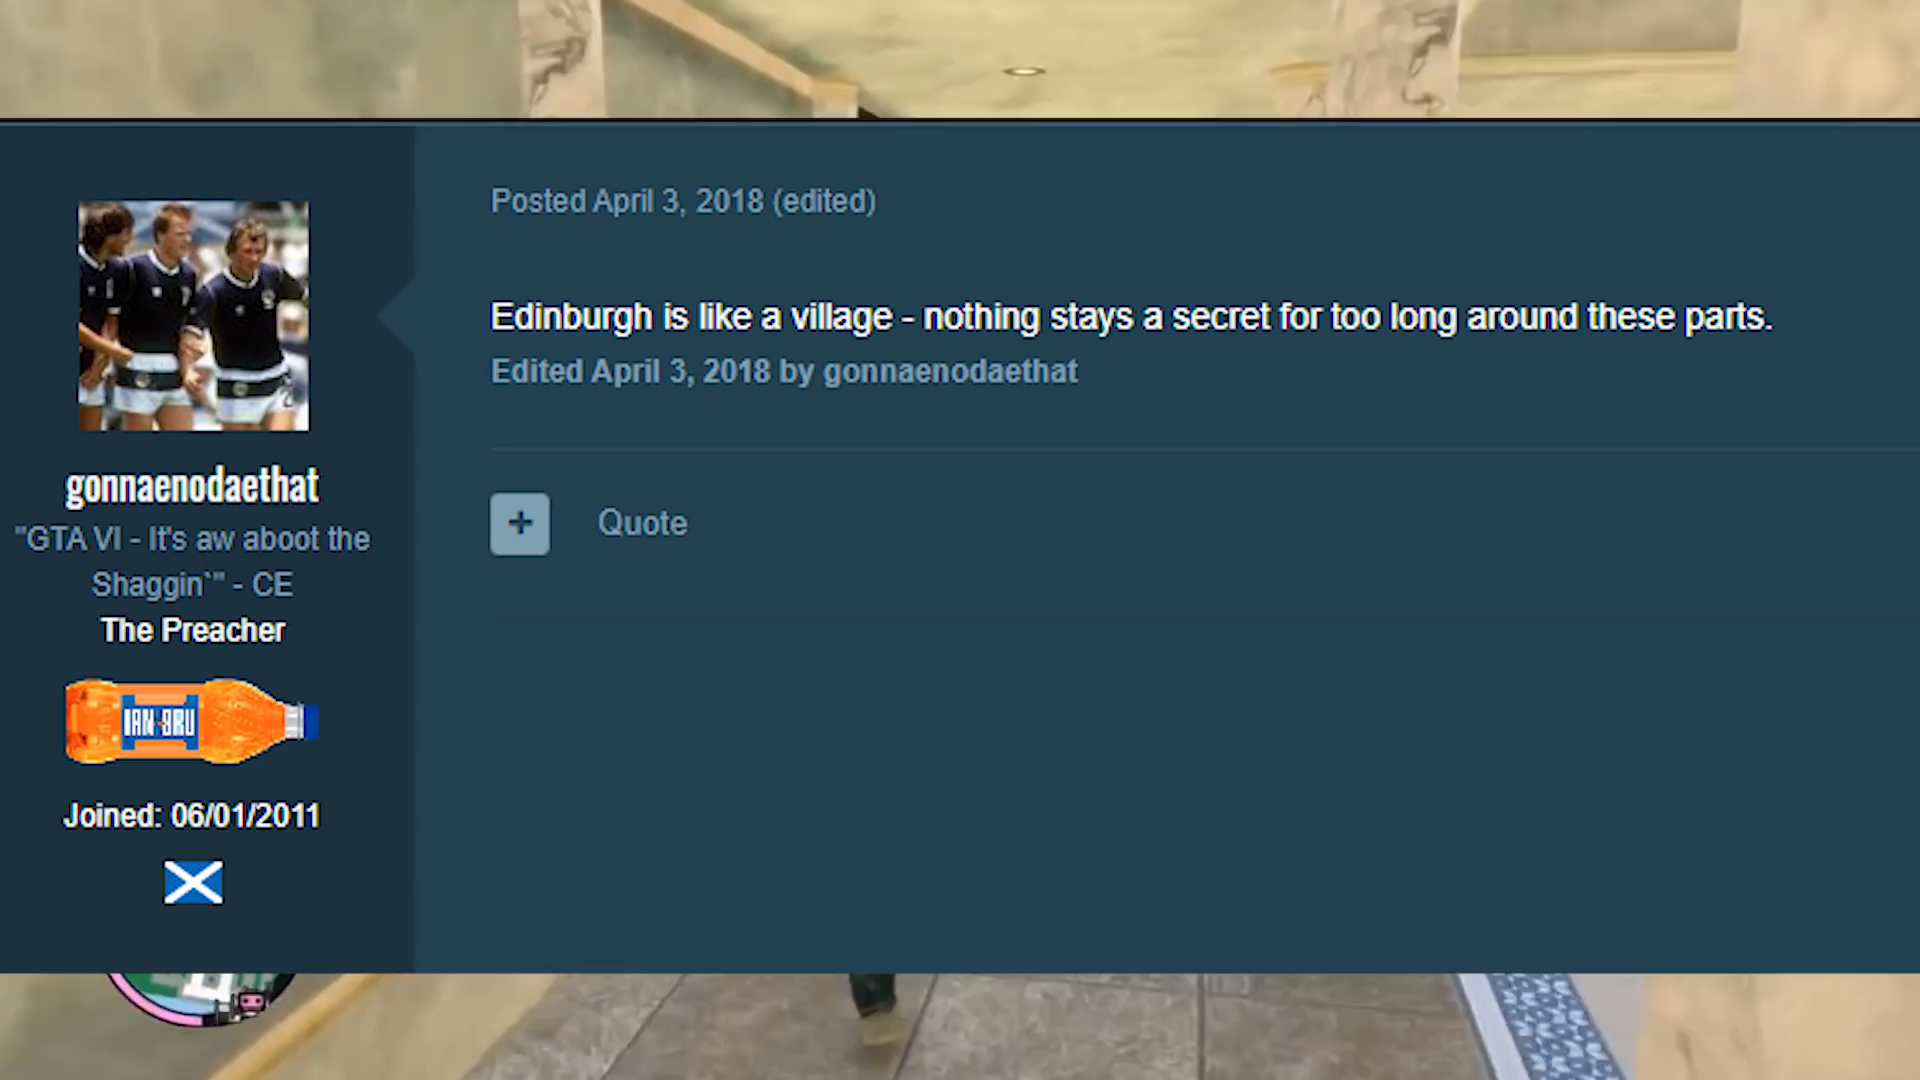 Posted April 3, 2018 (edited)
Edinburgh is like a village - nothing stays a secret for too long around these parts.
Edited April 3, 2018 by gonnaenodaethat
+ Quote
gonnaenodaethat
"GTA VI - It's aw aboot the
Shaggin`" - CE
The Preacher
IRN-BRU
Joined: 06/01/2011